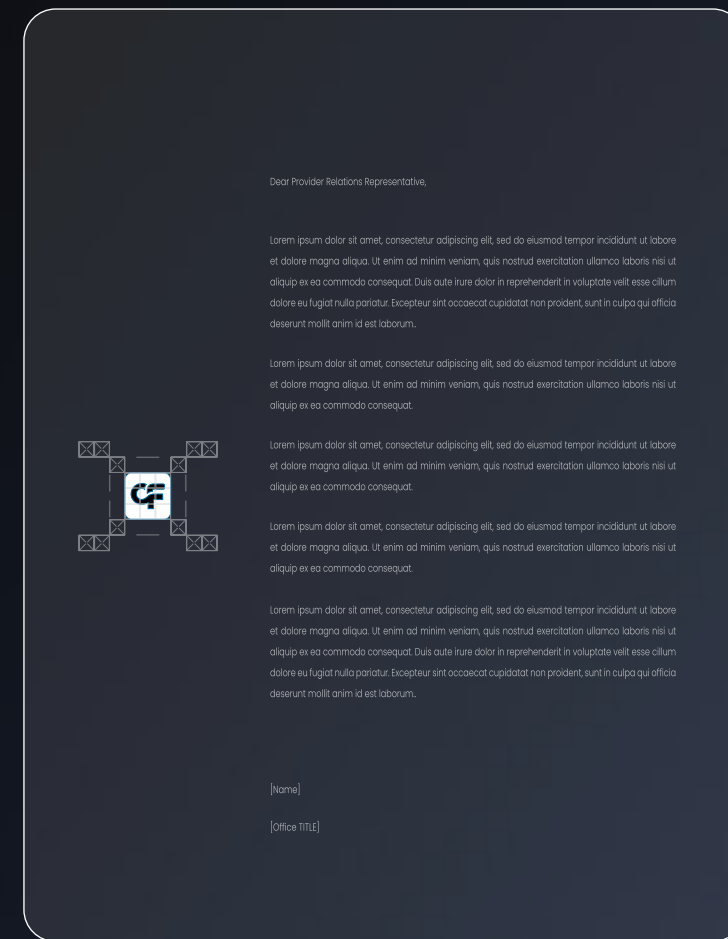 Dear Provider Relations Representative,
Lorem ipsum dolor sit amet, consectetur adipiscing elit, sed do eiusmod tempor incididunt ut labore
et dolore magna aliqua. Ut enim ad minim veniam, quis nostrud exercitation ullamco laboris nisi ut
aliquip ex ea commodo consequat. Duis aute irure dolor in reprehenderit in voluptate velit esse cillum
dolore eu fugiat nulla pariatur. Excepteur sint occaecat cupidatat non proident, sunt in culpa qui officia
deserunt mollit anim id est laborum..
Lorem ipsum dolor sit amet, consectetur adipiscing elit, sed do eiusmod tempor incididunt ut labore
et dolore magna aliqua. Ut enim ad minim veniam, quis nostrud exercitation ullamco laboris nisi ut
aliquip ex ea commodo consequat.
Lorem ipsum dolor sit amet, consectetur adipiscing elit, sed do eiusmod tempor incididunt ut labore
et dolore magna aliqua. Ut enim ad minim veniam, quis nostrud exercitation ullamco laboris nisi ut
aliquip ex ea commodo consequat.
Lorem ipsum dolor sit amet, consectetur adipiscing elit, sed do eiusmod tempor incididunt ut labore
et dolore magna aliqua. Ut enim ad minim veniam, quis nostrud exercitation ullamco laboris nisi ut
aliquip ex ea commodo consequat.
Lorem ipsum dolor sit amet, consectetur adipiscing elit, sed do eiusmod tempor incididunt ut labore
et dolore magna aliqua. Ut enim ad minim veniam, quis nostrud exercitation ullamco laboris nisi ut
aliquip ex ea commodo consequat. Duis aute irure dolor in reprehenderit in voluptate velit esse cillum
dolore eu fugiat nulla pariatur. Excepteur sint occaecat cupidatat non proident, sunt in culpa qui officia
deserunt mollit anim id est laborum..
CF
[Name]
[Office TITLE]